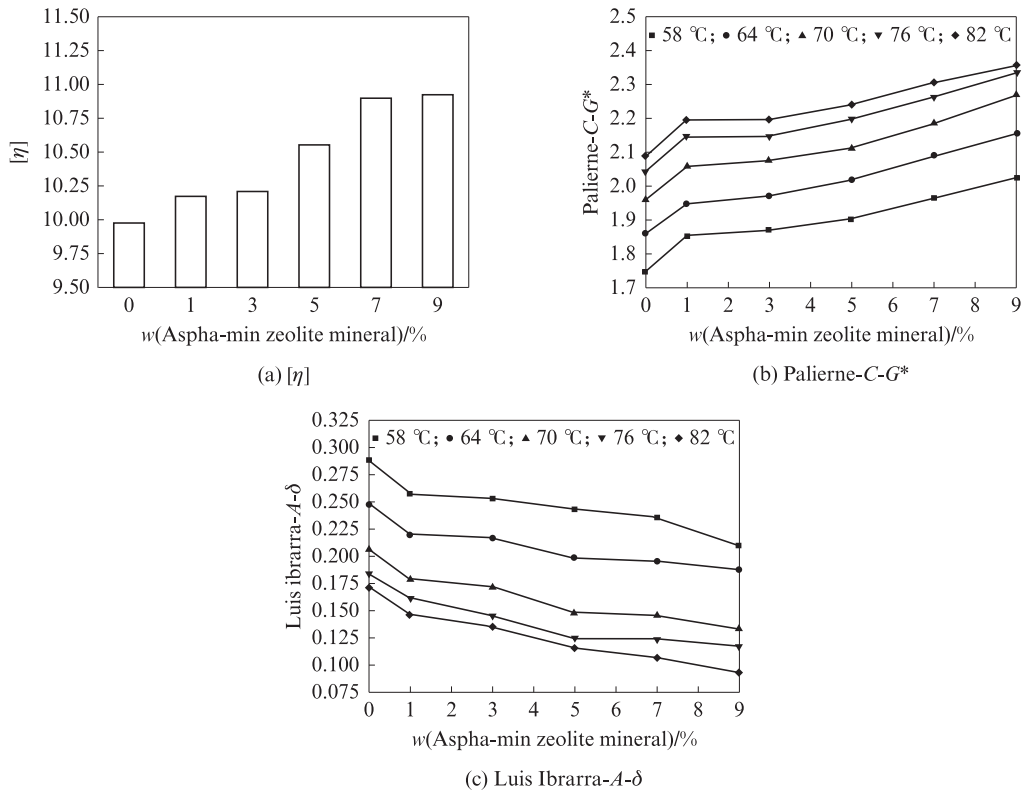 11.50
11.25
11.00
10.75
10.50
10.25
10.00
9.75
9.50
[η]
0 1 3 5 7 9
w(Aspha-min zeolite mineral)/%
(a) [η]
2.5
2.4
2.3
2.2
2.1
2.0
1.9
1.8
1.7
Palierne-C-G*
58 ℃; 64 ℃; 70 ℃; 76 ℃; 82 ℃
0 1 2 3 4 5 6 7 8 9
w(Aspha-min zeolite mineral)/%
(b) Palierne-C-G*
0.325
0.300
0.275
0.250
0.225
0.200
0.175
0.150
0.125
0.100
0.075
Luis ibrarra-A-δ
58 ℃; 64 ℃; 70 ℃; 76 ℃; 82 ℃
0 1 2 3 4 5 6 7 8 9
w(Aspha-min zeolite mineral)/%
(c) Luis Ibrarra-A-δ